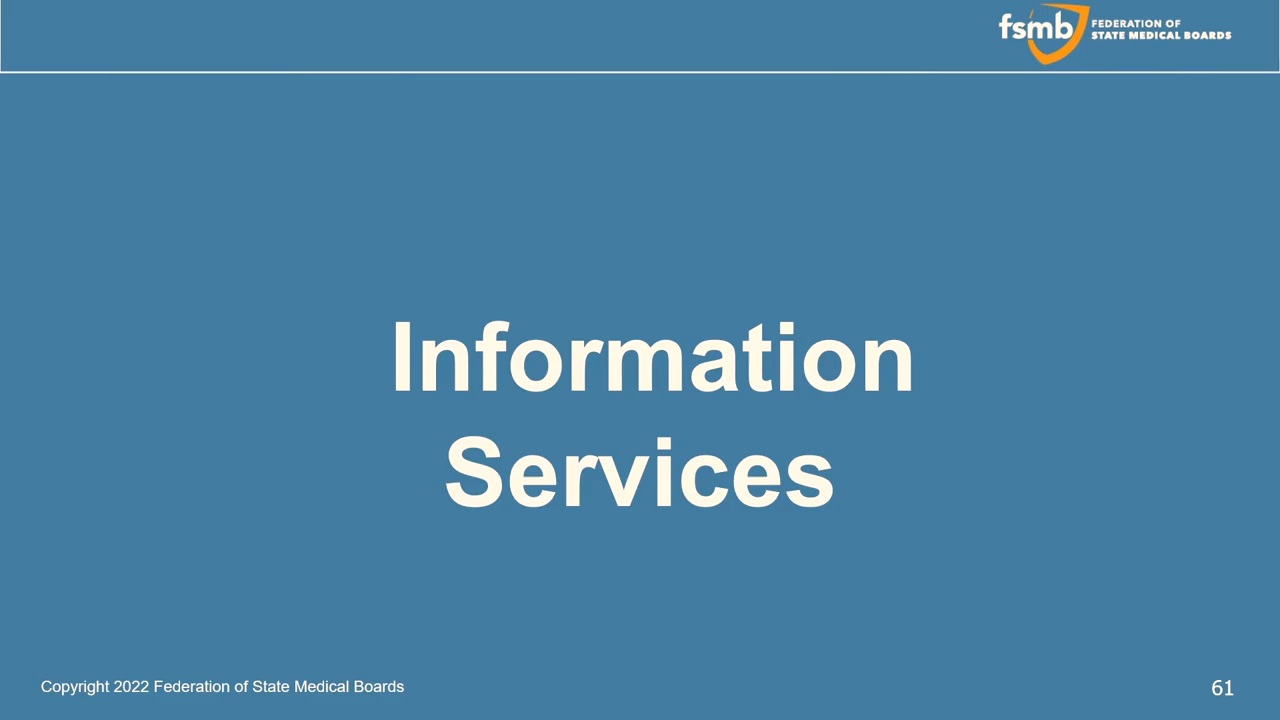 fsmb
FEDERATION OF
STATE MEDICAL BOARDS
Information
Services
Copyright 2022 Federation of State Medical Boards
61